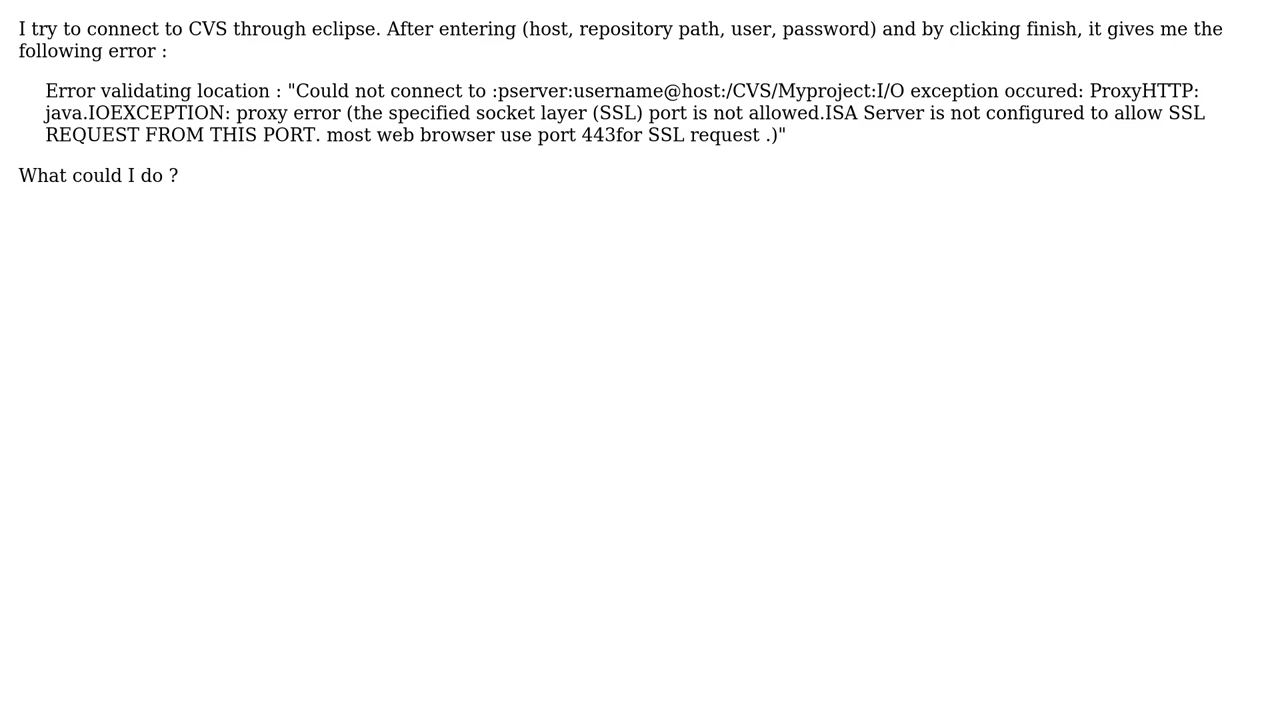 I try to connect to CVS through eclipse. After entering (host, repository path, user, password) and by clicking finish, it gives me the
following error :
Error validating location : "Could not connect to :pserver:username@host:/CVS/Myproject:I/O exception occured: ProxyHTTP:
java.IOEXCEPTION: proxy error (the specified socket layer (SSL) port is not allowed.ISA Server is not configured to allow SSL
REQUEST FROM THIS PORT. most web browser use port 443for SSL request .)"
What could I do ?